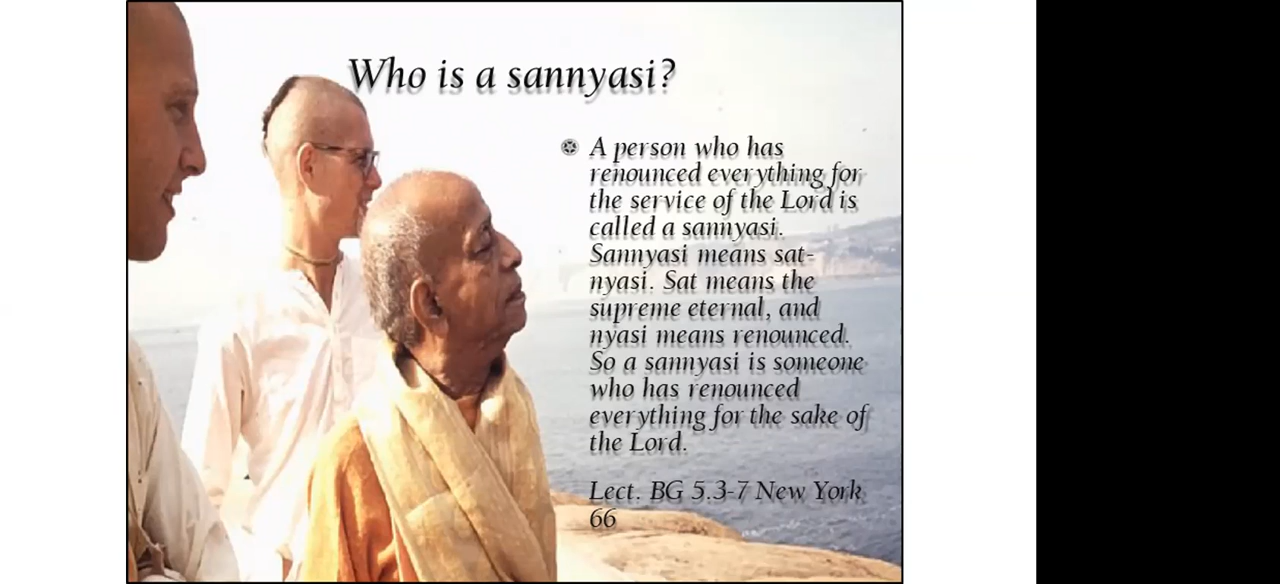 Who is a sannyasi?
A person who has
renounced everything for
the service of the Lord is
called a sannyasi.
Sannyasi means sat-
nyasi. Sat means the
supreme eternal, and
nyasi means renounced.
So a sannyasi is someone
who has renounced
everything for the sake of
the Lord.
Lect. BG 5.3-7 New York
66